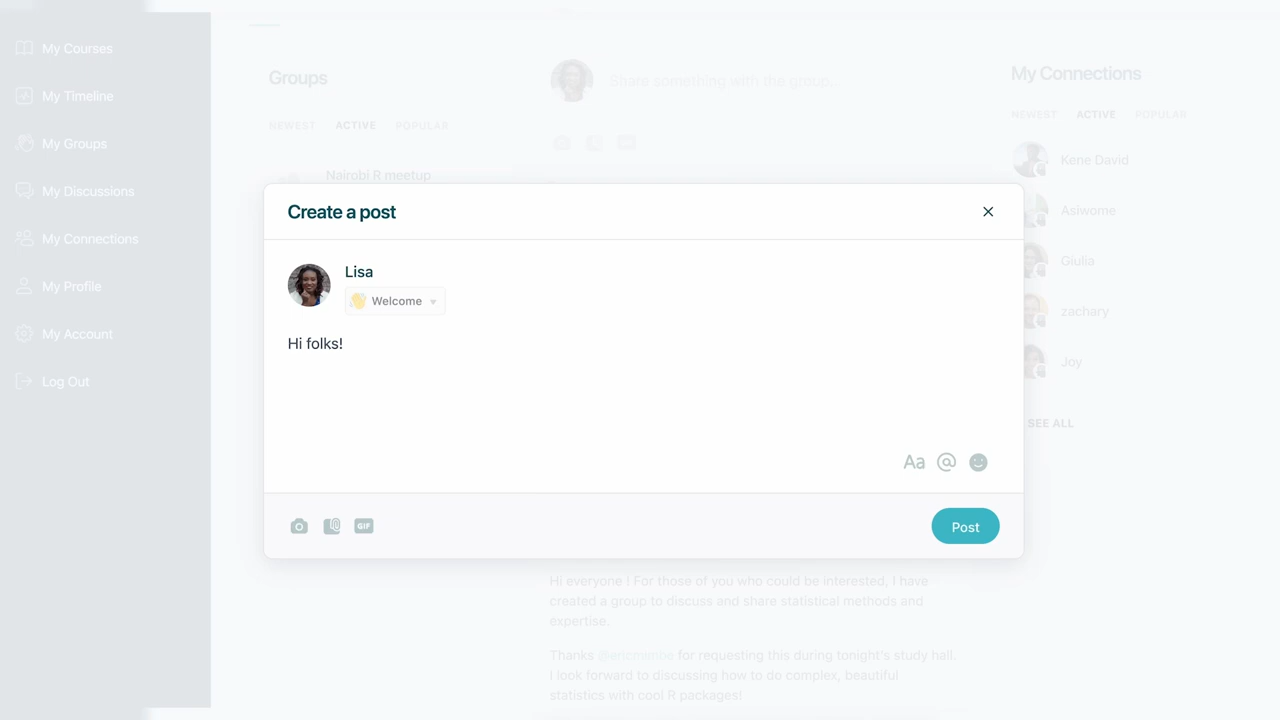 My Courses
My Timeline
My Groups
My Discussions
My Connections
My Profile
My Account
Log Out
Groups
NEWEST ACTIVE POPULAR
Nairobi R meetup
Share something with the group.
My Connections
NEWEST ACTIVE POPULAR
Kene David
Asiwome
Giulia
zachary
Joy
SEE ALL
Create a post
Lisa
Welcome
Hi folks!
Aa
GIF
Post
Hi everyone ! For those of you who could be interested, I have
created a group to discuss and share statistical methods and
expertise.
Thanks for requesting this during tonight's study hall.
I look forward to discussing how to do complex, beautiful
statistics with cool R packages!